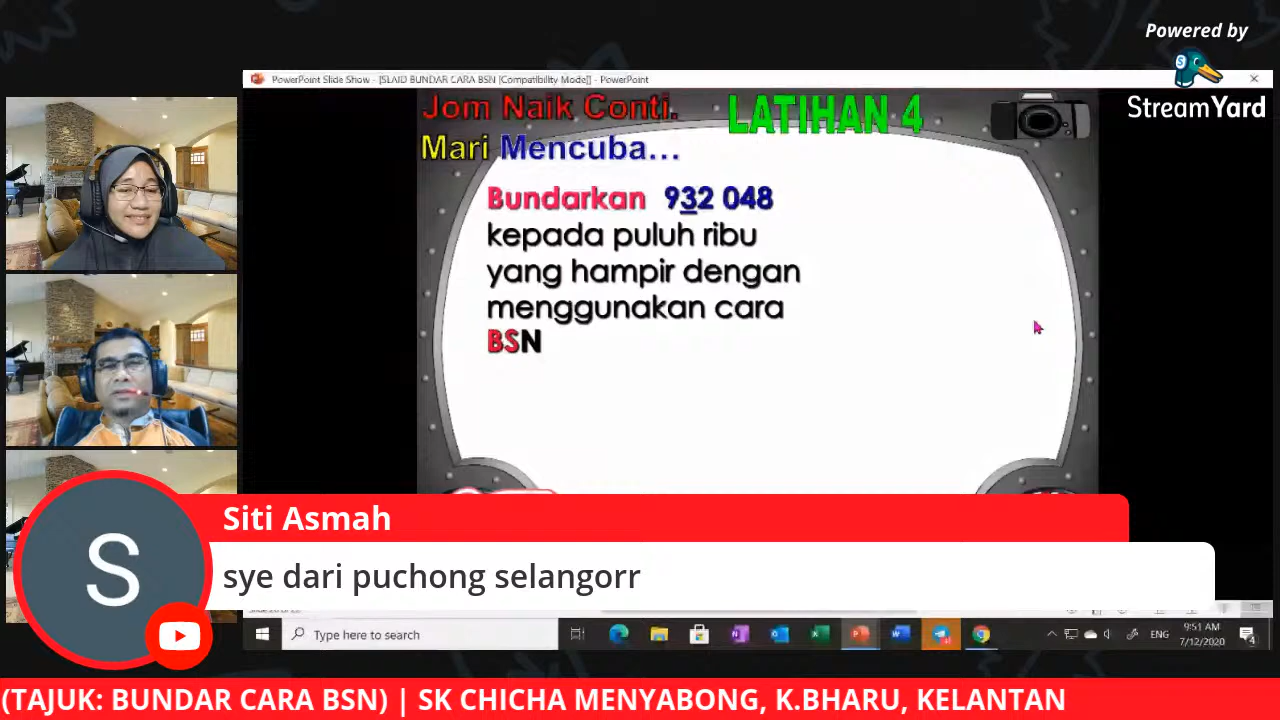 Powered by
StreamYard
PowerPoint Slide Show - [SLAID BUNDAR CARA BSN [Compatibility Mode]] - PowerPoint
Jom Naik Conti.
LATIHAN 4
Mari Mencuba...
Bundarkan 932 048
kepada puluh ribu
yang hampir dengan
menggunakan cara
BSN
S
Siti Asmah
sye dari puchong selangorr
Type here to search
ENG
9:51 AM
7/12/2020
4
(TAJUK: BUNDAR CARA BSN) | SK CHICHA MENYABONG, K.BHARU, KELANTAN